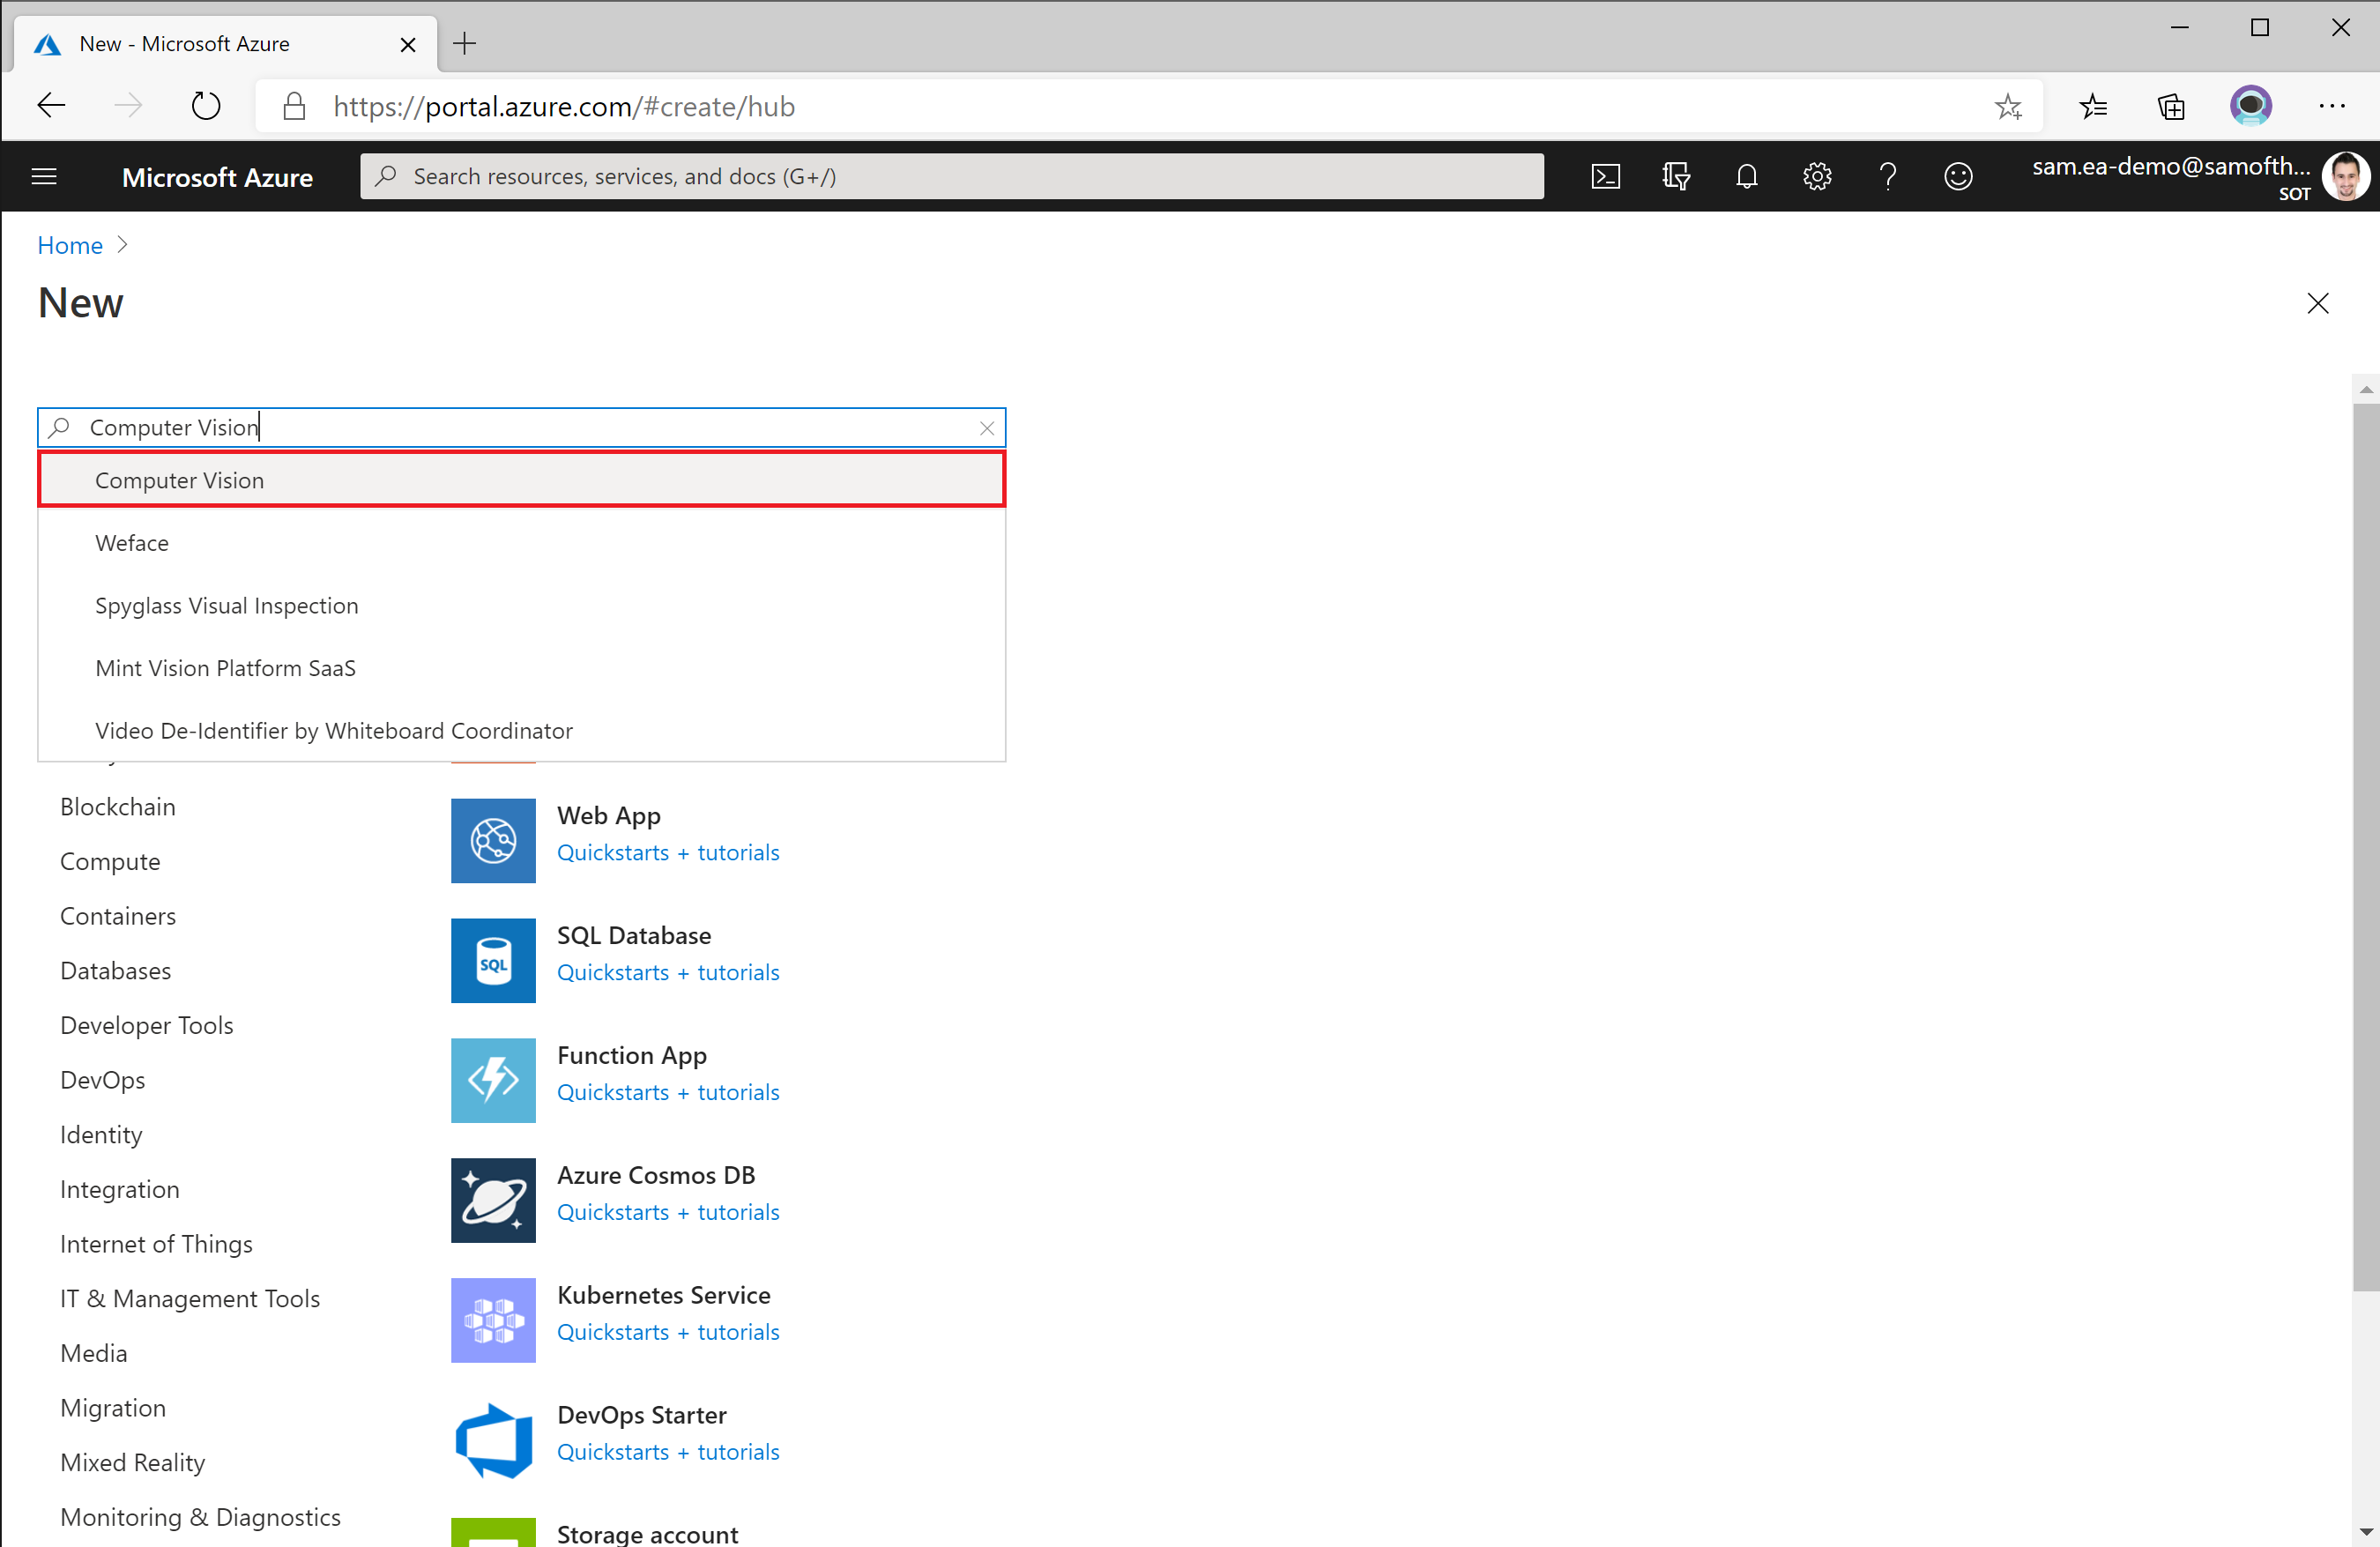 New - Microsoft Azure
https://portal.azure.com/#create/hub
Microsoft Azure
Search resources, services, and docs (G+/)
sam.ea-demo@samofth...
SOT
Home
New
Computer Vision
Computer Vision
Weface
Spyglass Visual Inspection
Mint Vision Platform SaaS
Video De-Identifier by Whiteboard Coordinator
Blockchain
Compute
Containers
Databases
Developer Tools
DevOps
Identity
Integration
Internet of Things
IT & Management Tools
Media
Migration
Mixed Reality
Monitoring & Diagnostics
Web App
Quickstarts + tutorials
SQL
SQL Database
Quickstarts + tutorials
Function App
Quickstarts + tutorials
Azure Cosmos DB
Quickstarts + tutorials
Kubernetes Service
Quickstarts + tutorials
DevOps Starter
Quickstarts + tutorials
Storage account